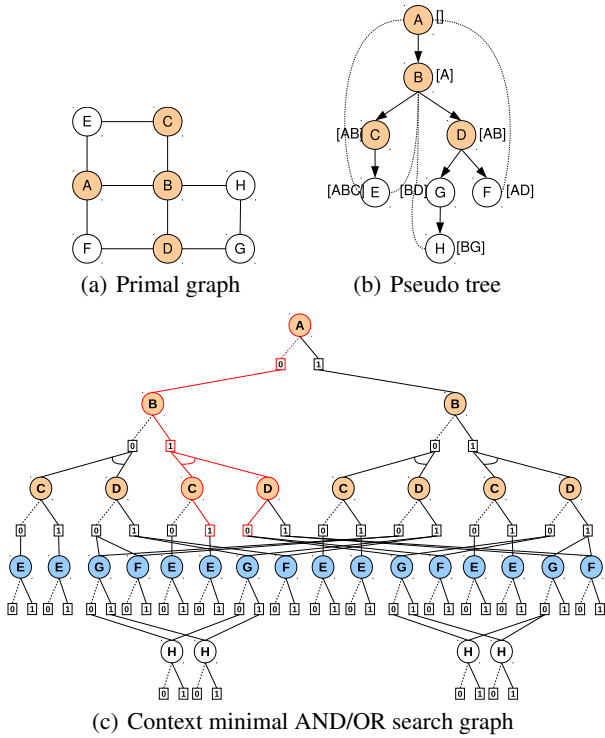 E C
A B H
F D G
(a) Primal graph
A []
B [A]
[AB] C D [AB]
[ABC] E [BD] G F [AD]
H [BG]
(b) Pseudo tree
A
0 1
B B
0 1 0 1
C D C D C D C D
0 1 0 1 0 1 0 1 0 1 0 1 0 1 0 1
E E G F E E G F E E G F E E G F
0 1 0 1 0 1 0 1 0 1 0 1 0 1 0 1 0 1 0 1 0 1 0 1 0 1 0 1 0 1 0 1
H H H H
0 1 0 1 0 1 0 1
(c) Context minimal AND/OR search graph